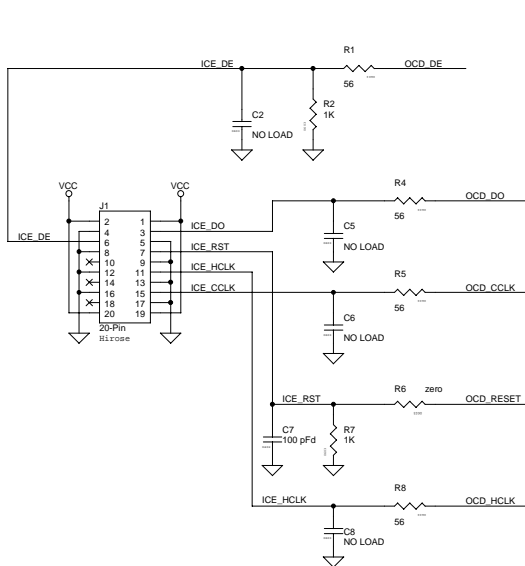 R1
ICE_DE
OCD_DE
56
R2
1K
C2
NO LOAD
VCC
VCC
J1
R4
OCD_DO
56
2 1
4 3
6 5
8 7
10 9
12 11
14 13
16 15
18 17
20 19
ICE_DE
ICE_DO
ICE_RST
ICE_HCLK
ICE_CCLK
20-Pin
Hirose
C5
NO LOAD
R5
OCD_CCLK
56
C6
NO LOAD
R6 zero
ICE_RST
OCD_RESET
C7
100 pFd
R7
1K
R8
ICE_HCLK
OCD_HCLK
56
C8
NO LOAD